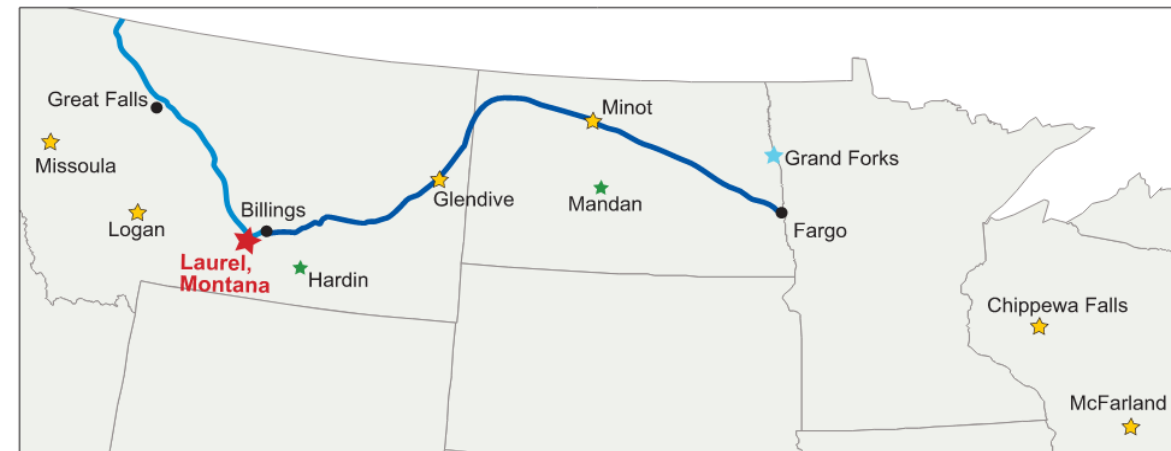 Great Falls
Minot
Missoula
Grand Forks
Glendive
Mandan
Billings
Logan
Fargo
Laurel,
Montana
Hardin
Chippewa Falls
McFarland